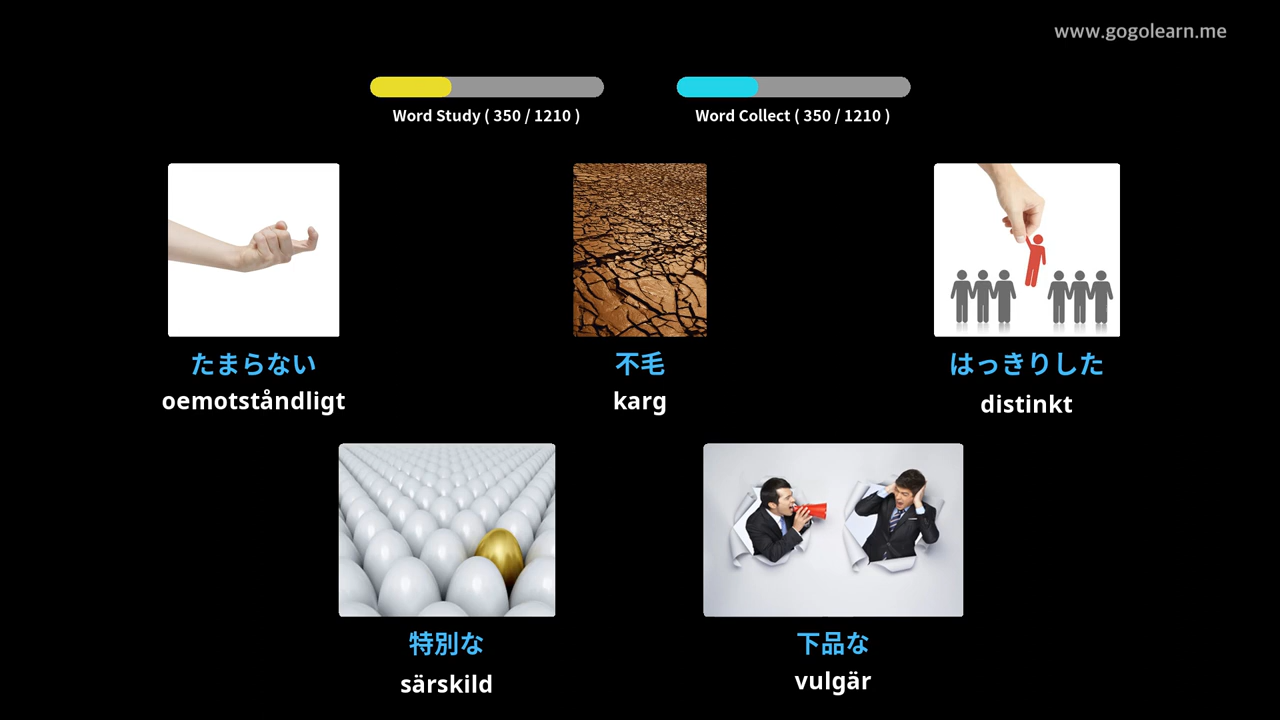 www.gogolearn.me
Word Study ( 350 / 1210 )
Word Collect ( 350 / 1210 )
たまらない
oemotståndligt
不毛
karg
はっきりした
distinkt
特別な
särskild
下品な
vulgär